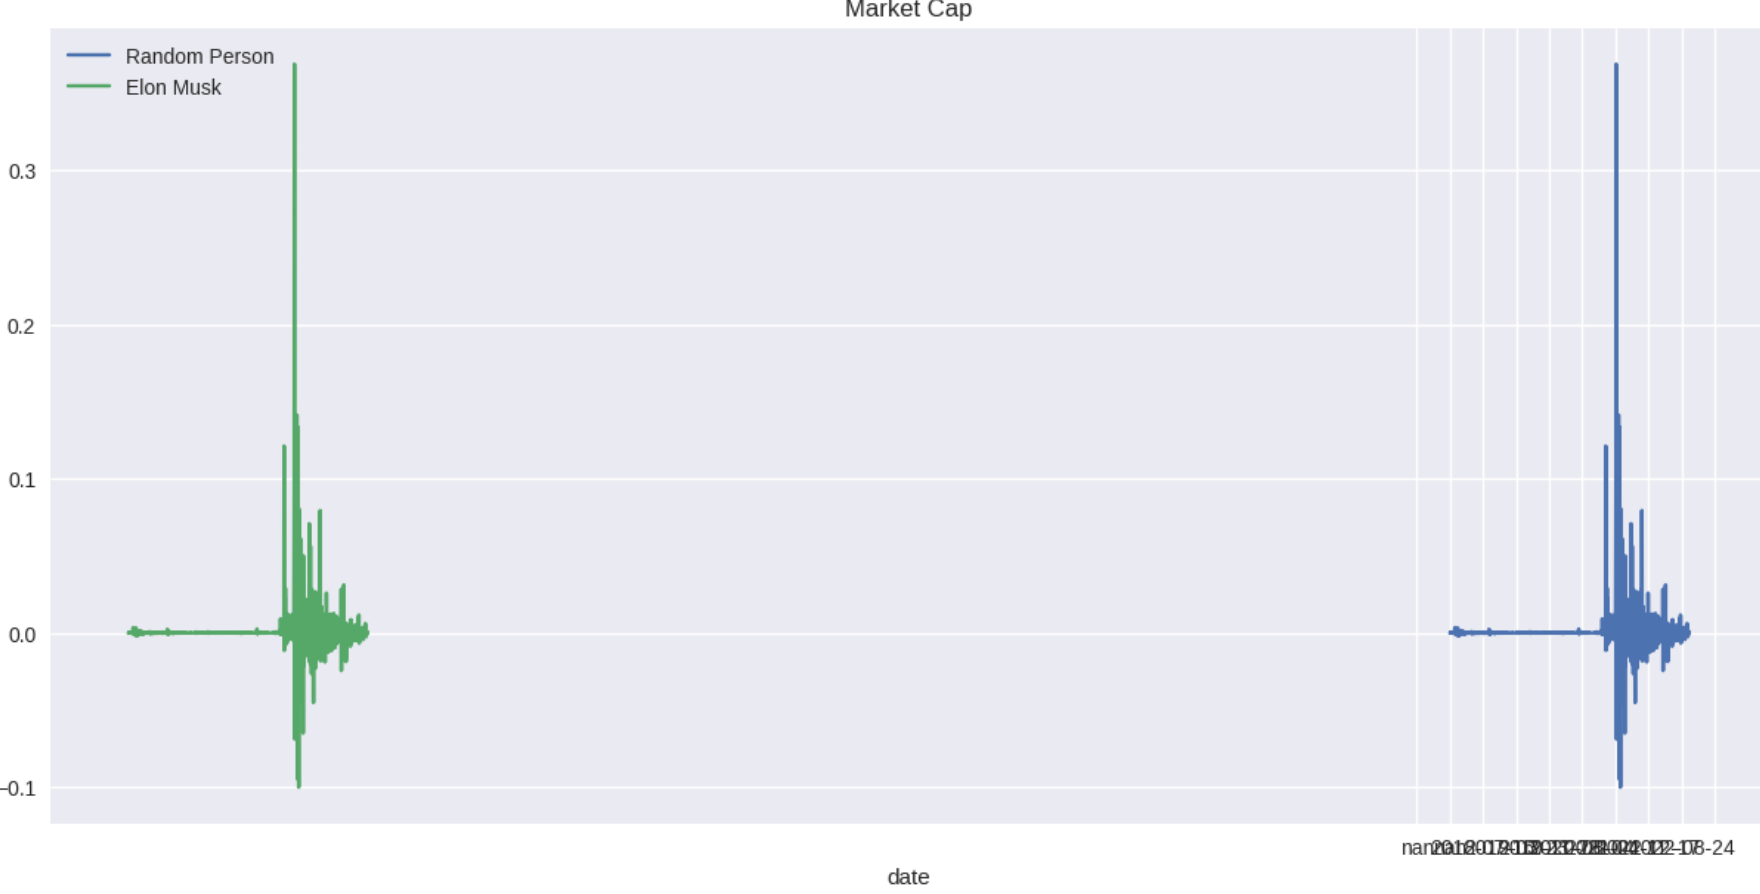 Market Cap
Random Person
Elon Musk
0.3
0.2
0.1
0.0
−0.1
date